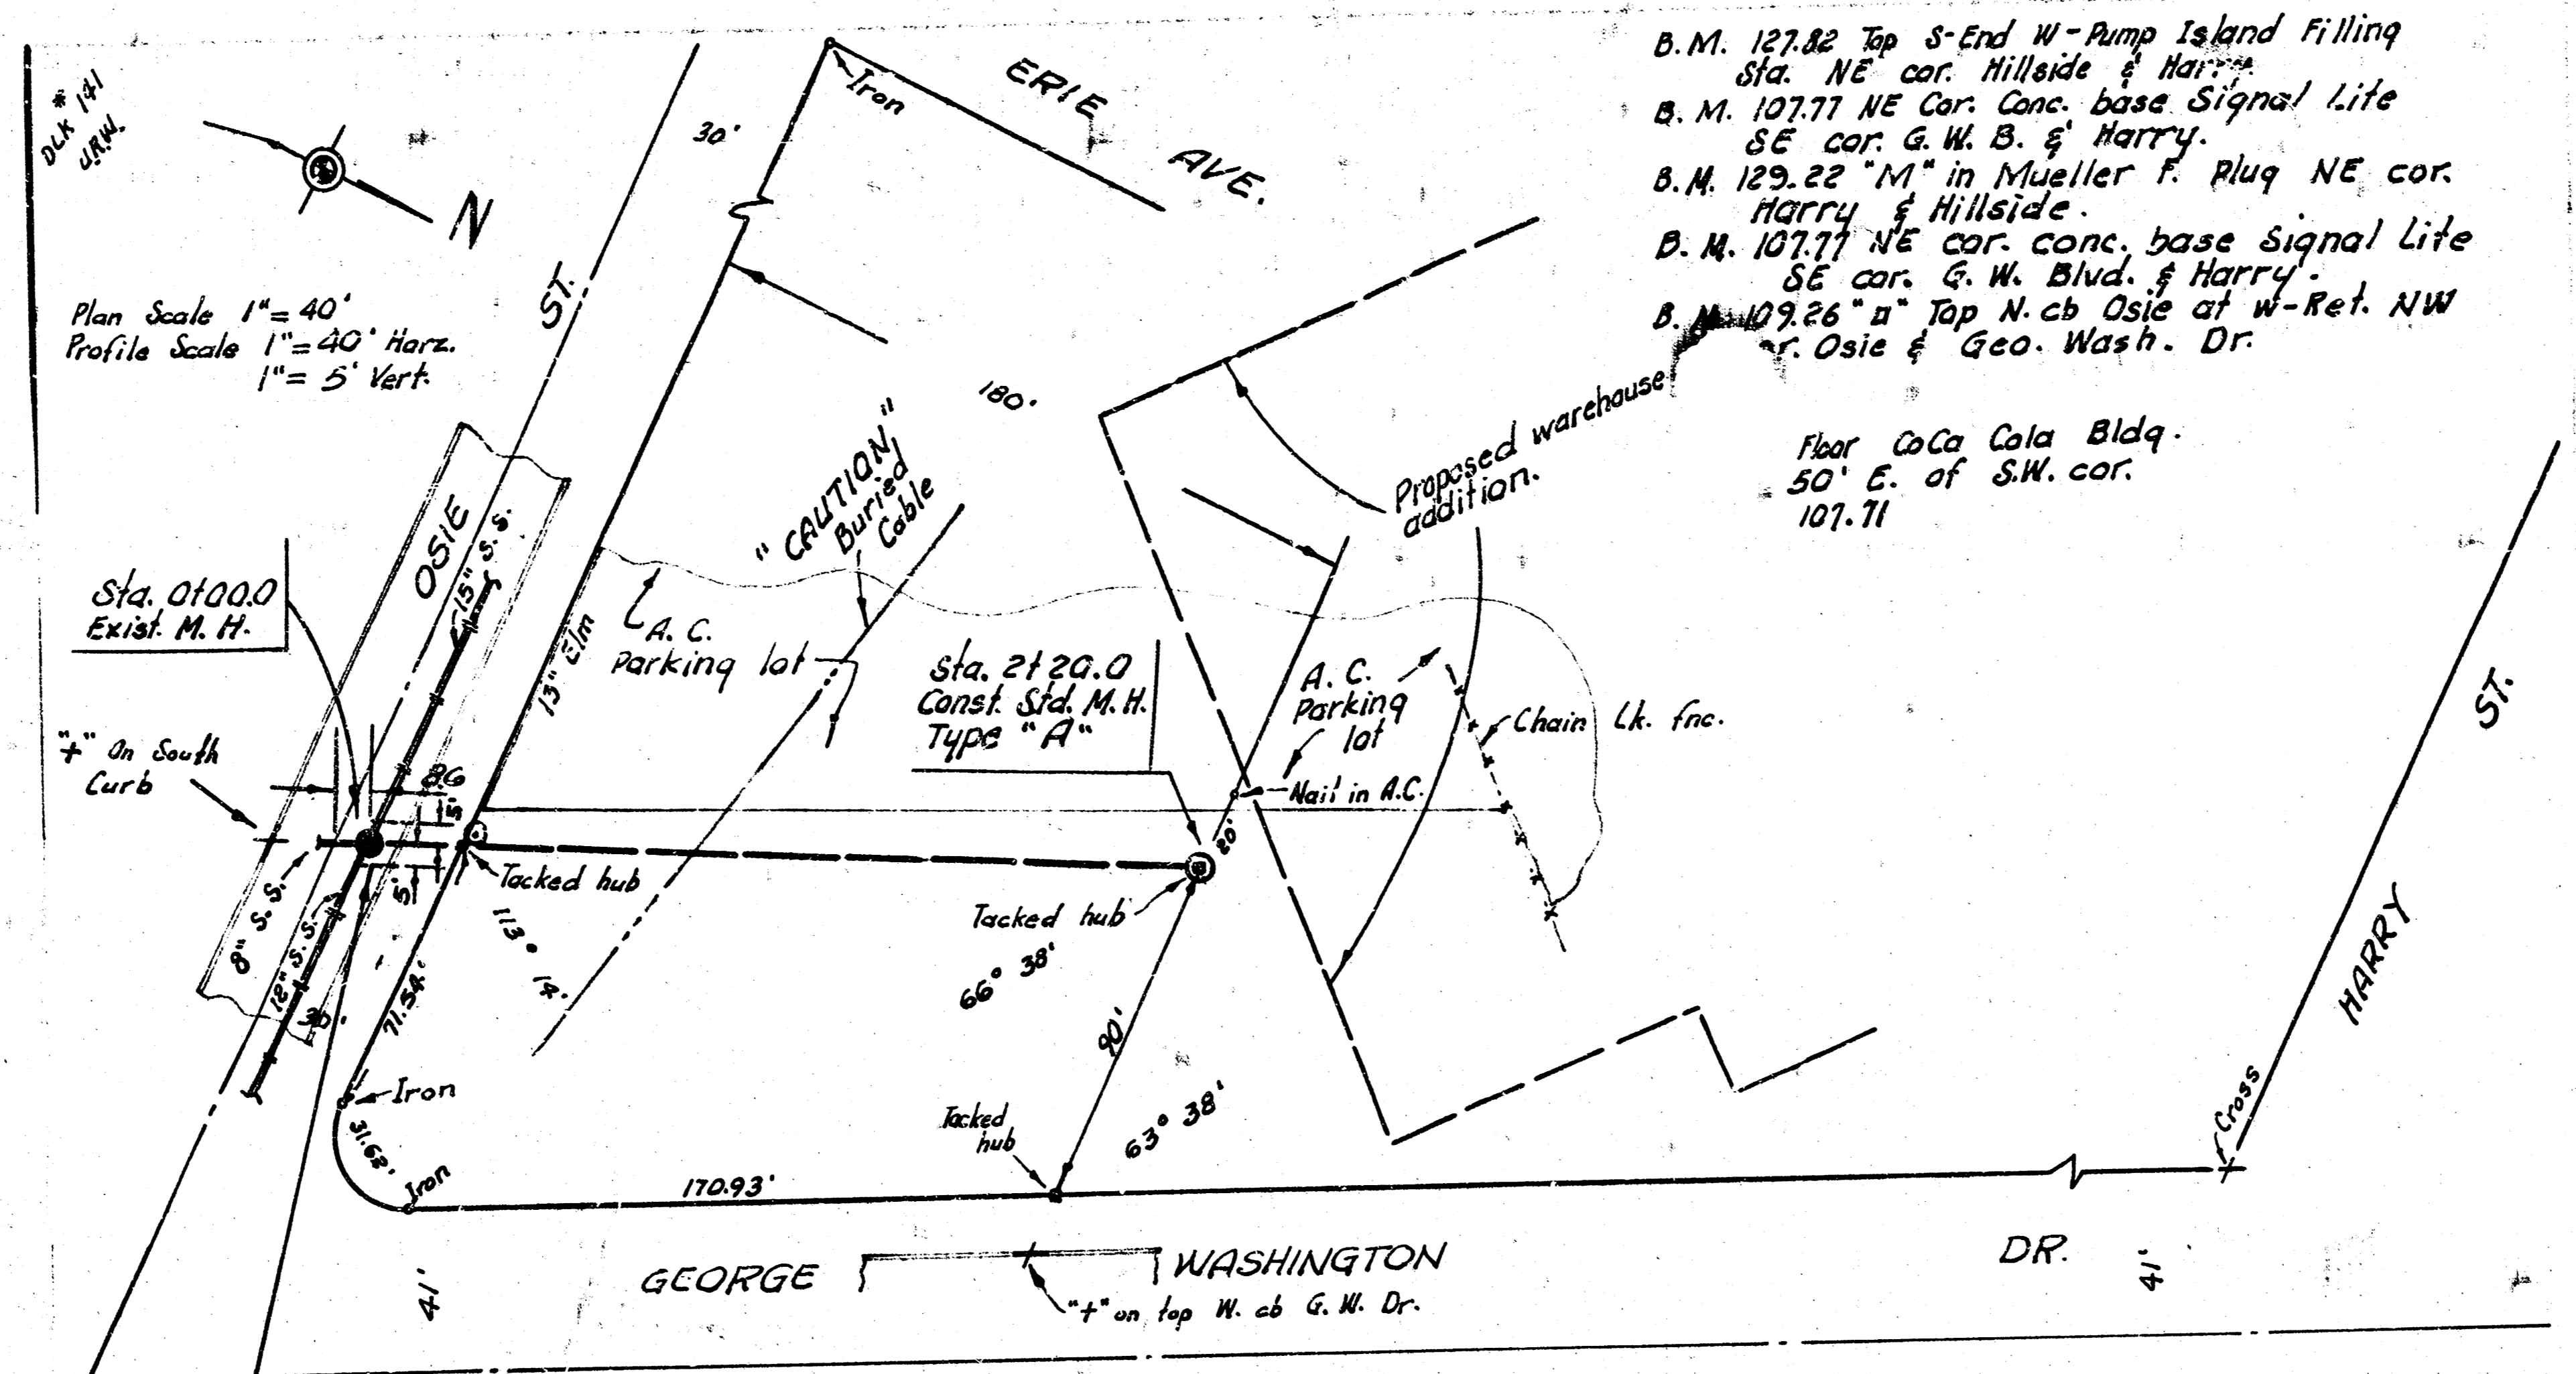 DLK 141
U.R.W.
N
Plan Scale 1"=40'
Profile Scale 1"=40' Horz.
1"= 5' Vert.
ST.
30'
Iron
ERIE
AVE.
B.M. 127.82 Top S-End W-Pump Island Filling
Sta. NE cor. Hillside & Harry.
B.M. 107.77 NE Cor. Conc. base Signal Lite
SE cor. G.W.B. & Harry.
B.M. 129.22 "M" in Mueller F. Plug NE cor.
Harry & Hillside.
B.M. 107.77 NE cor. conc. base Signal Lite
SE cor. G.W. Blvd. & Harry.
B. M. 109.26 "□" Top N. cb Osie at W-Ret. NW
r. Osie & Geo. Wash. Dr.
180'
Proposed warehouse
addition.
Floor CoCa Cola Bldg.
50' E. of S.W. cor.
107.71
"CAUTION"
Buried
Cable
OSIE
15" S.S.
Sta. 0+00.0
Exist. M.H.
13" Elm
A.C.
Parking lot
Sta. 2+20.0
Const. Std. M.H.
Type "A"
A.C.
Parking
lot
Chain Lk. fnc.
Nail in A.C.
"+" On South
Curb
8.6
5'
5'
20'
Tacked hub
Tacked hub
8" S.S.
12" S.S.
30'
71.54'
113° 14'
66° 38'
90'
63° 38'
Iron
31.62'
Iron
Tacked
hub
170.93'
ST.
HARRY
Cross
41'
GEORGE WASHINGTON DR.
41'
"+" on top W. cb G.W. Dr.